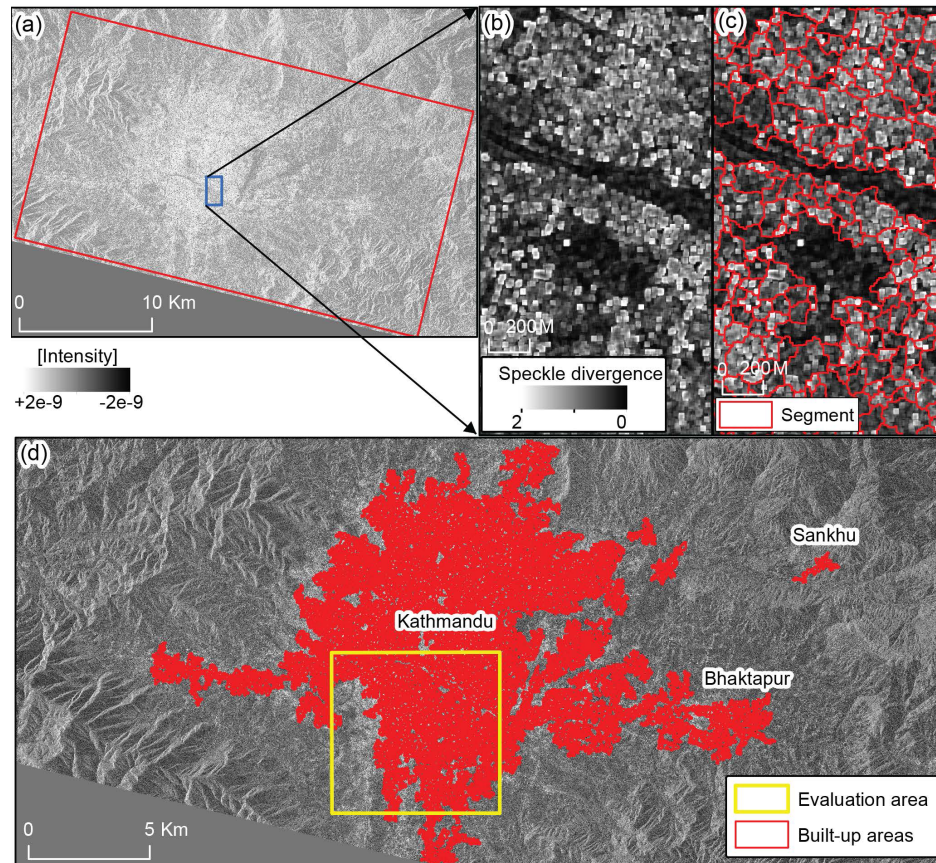 (a)
0 10 Km
[Intensity]
+2e-9 -2e-9
(b)
0 200M
Speckle divergence
2 0
(c)
0 200M
Segment
(d)
Sankhu
Kathmandu
Bhaktapur
0 5 Km
Evaluation area
Built-up areas